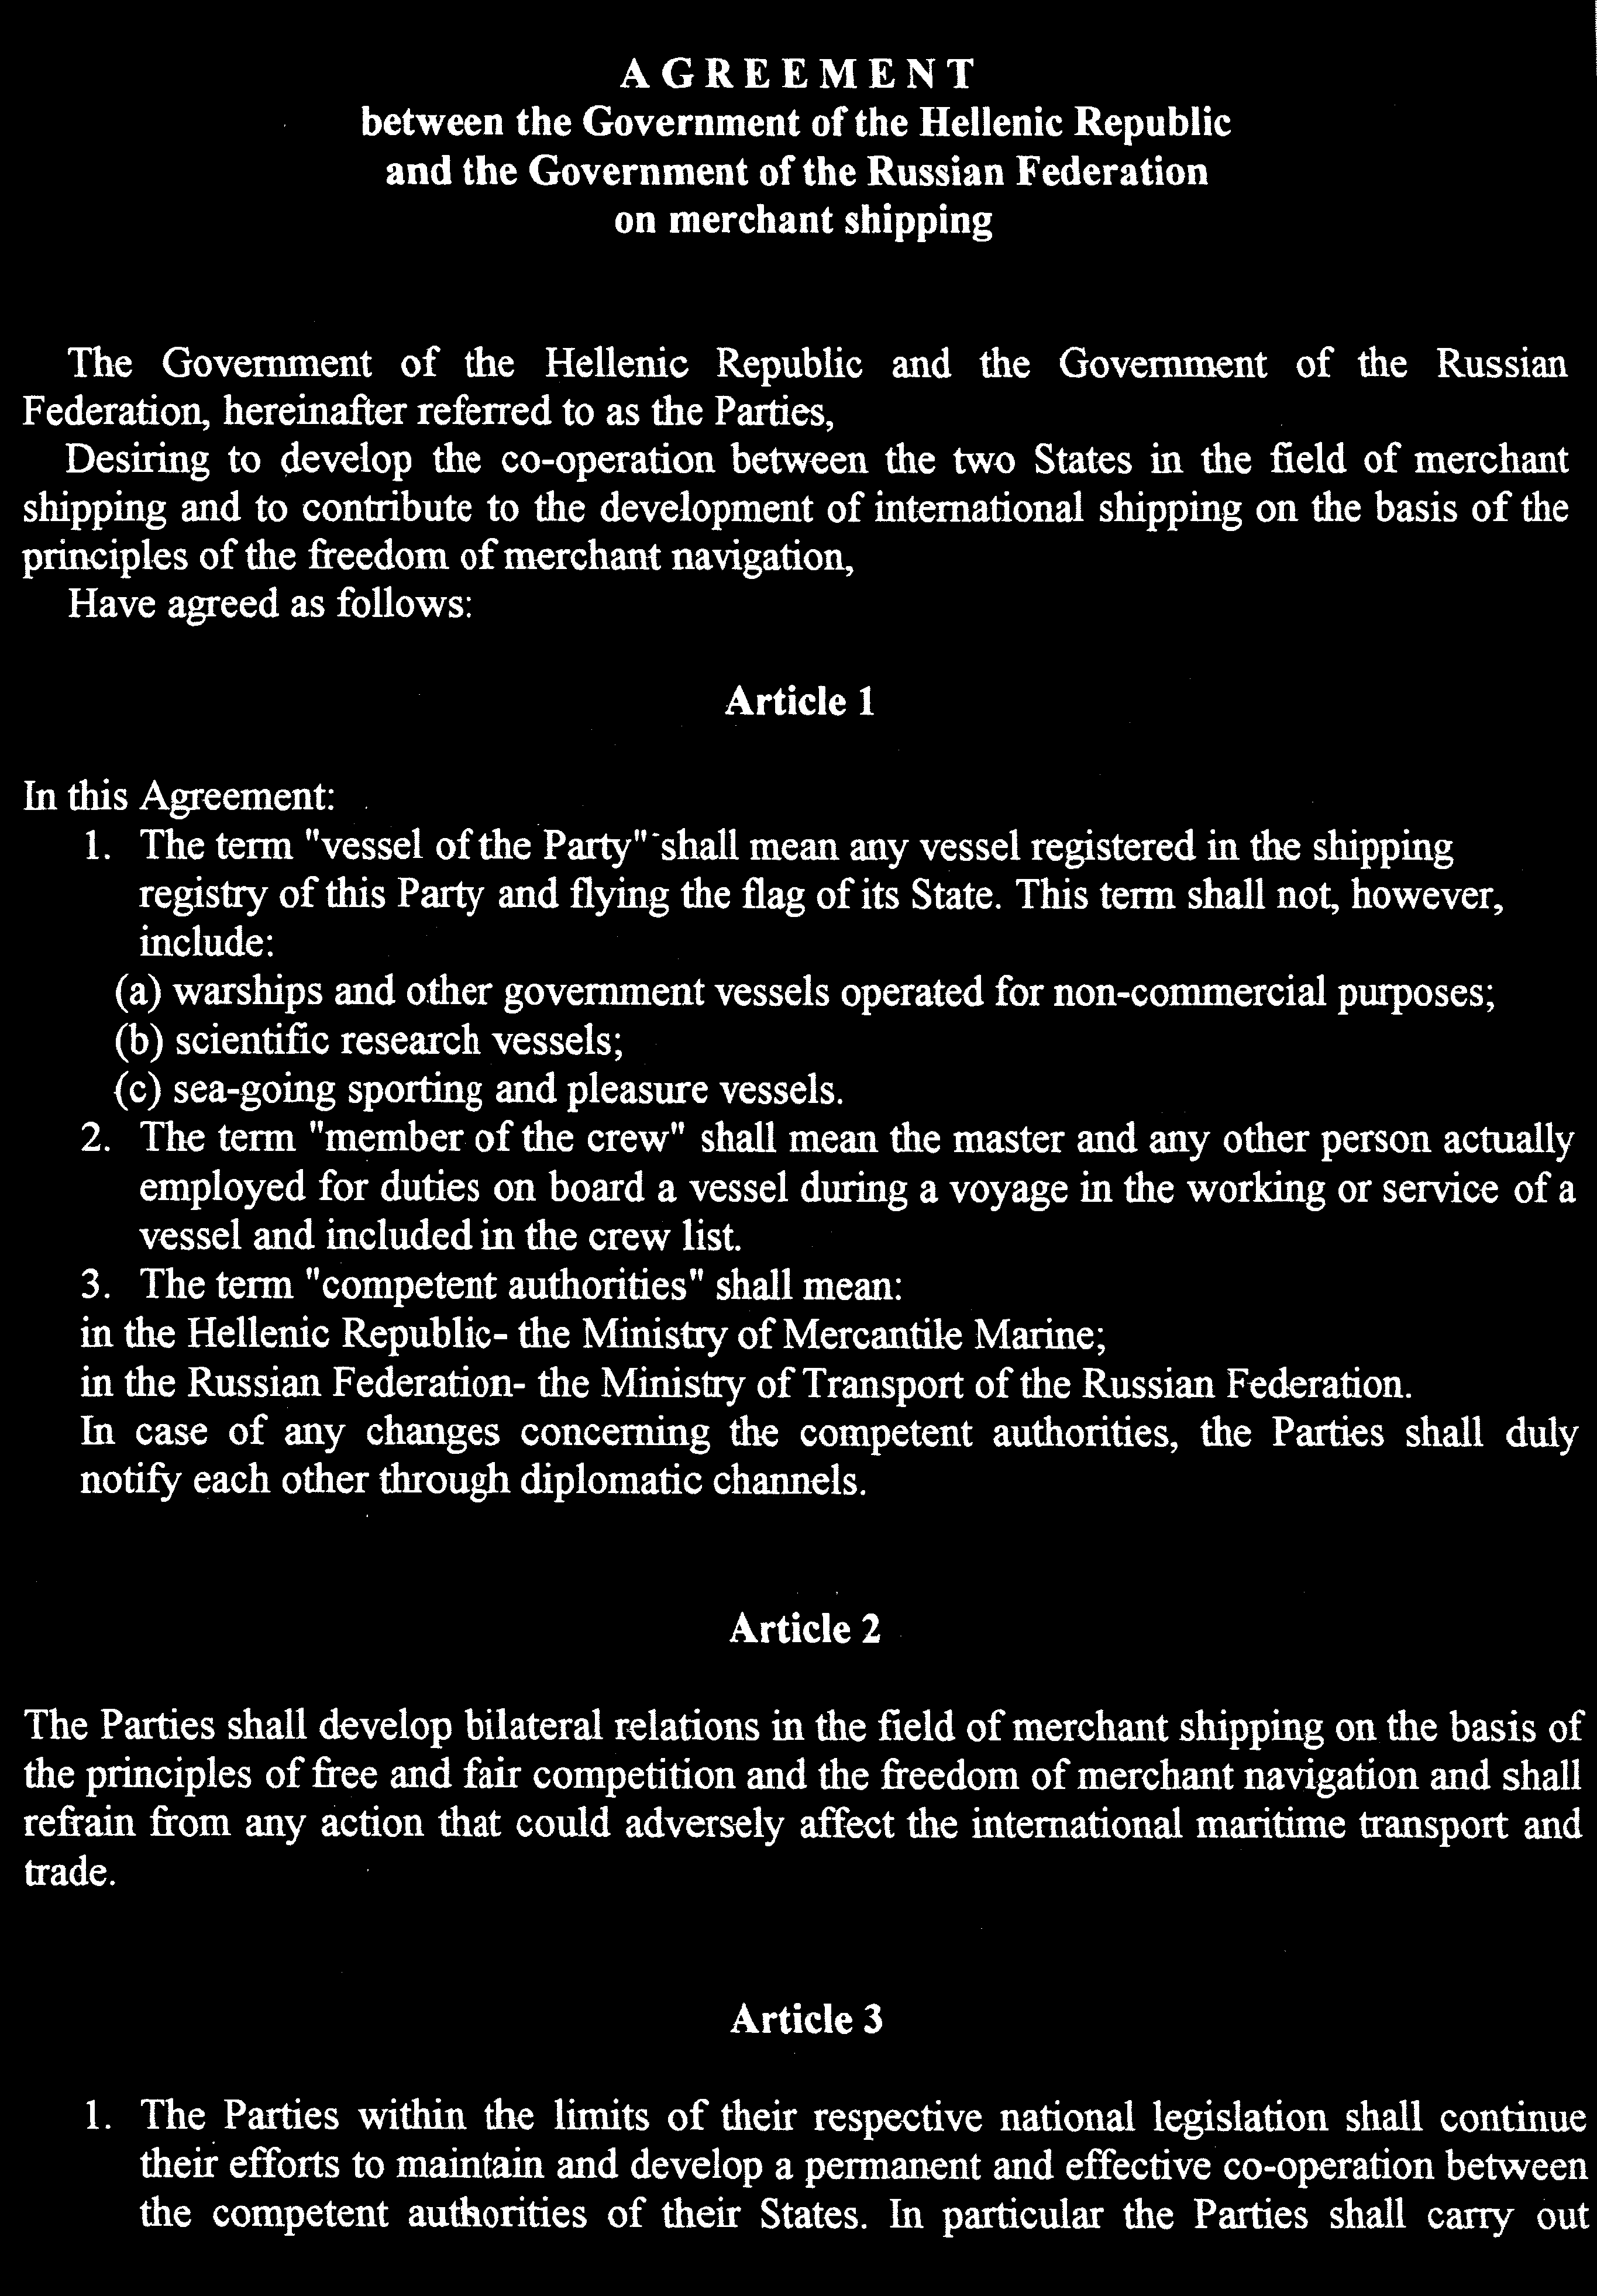 AGREEMENT
between the Government of the Hellenic Republic
and the Government of the Russian Federation
on merchant shipping
The Government of the Hellenic Republic and the Government of the Russian
Federation, hereinafter referred to as the Parties,
Desiring to develop the co-operation between the two States in the field of merchant
shipping and to contribute to the development of international shipping on the basis of the
principles of the freedom of merchant navigation,
Have agreed as follows:
Article 1
In this Agreement:
1. The term "vessel of the Party" shall mean any vessel registered in the shipping
registry of this Party and flying the flag of its State. This term shall not, however,
include:
(a) warships and other government vessels operated for non-commercial purposes;
(b) scientific research vessels;
(c) sea-going sporting and pleasure vessels.
2. The term "member of the crew" shall mean the master and any other person actually
employed for duties on board a vessel during a voyage in the working or service of a
vessel and included in the crew list.
3. The term "competent authorities" shall mean:
in the Hellenic Republic- the Ministry of Mercantile Marine;
in the Russian Federation- the Ministry of Transport of the Russian Federation.
In case of any changes concerning the competent authorities, the Parties shall duly
notify each other through diplomatic channels.
Article 2
The Parties shall develop bilateral relations in the field of merchant shipping on the basis of
the principles of free and fair competition and the freedom of merchant navigation and shall
refrain from any action that could adversely affect the international maritime transport and
trade.
Article 3
1. The Parties within the limits of their respective national legislation shall continue
their efforts to maintain and develop a permanent and effective co-operation between
the competent authorities of their States. In particular the Parties shall carry out